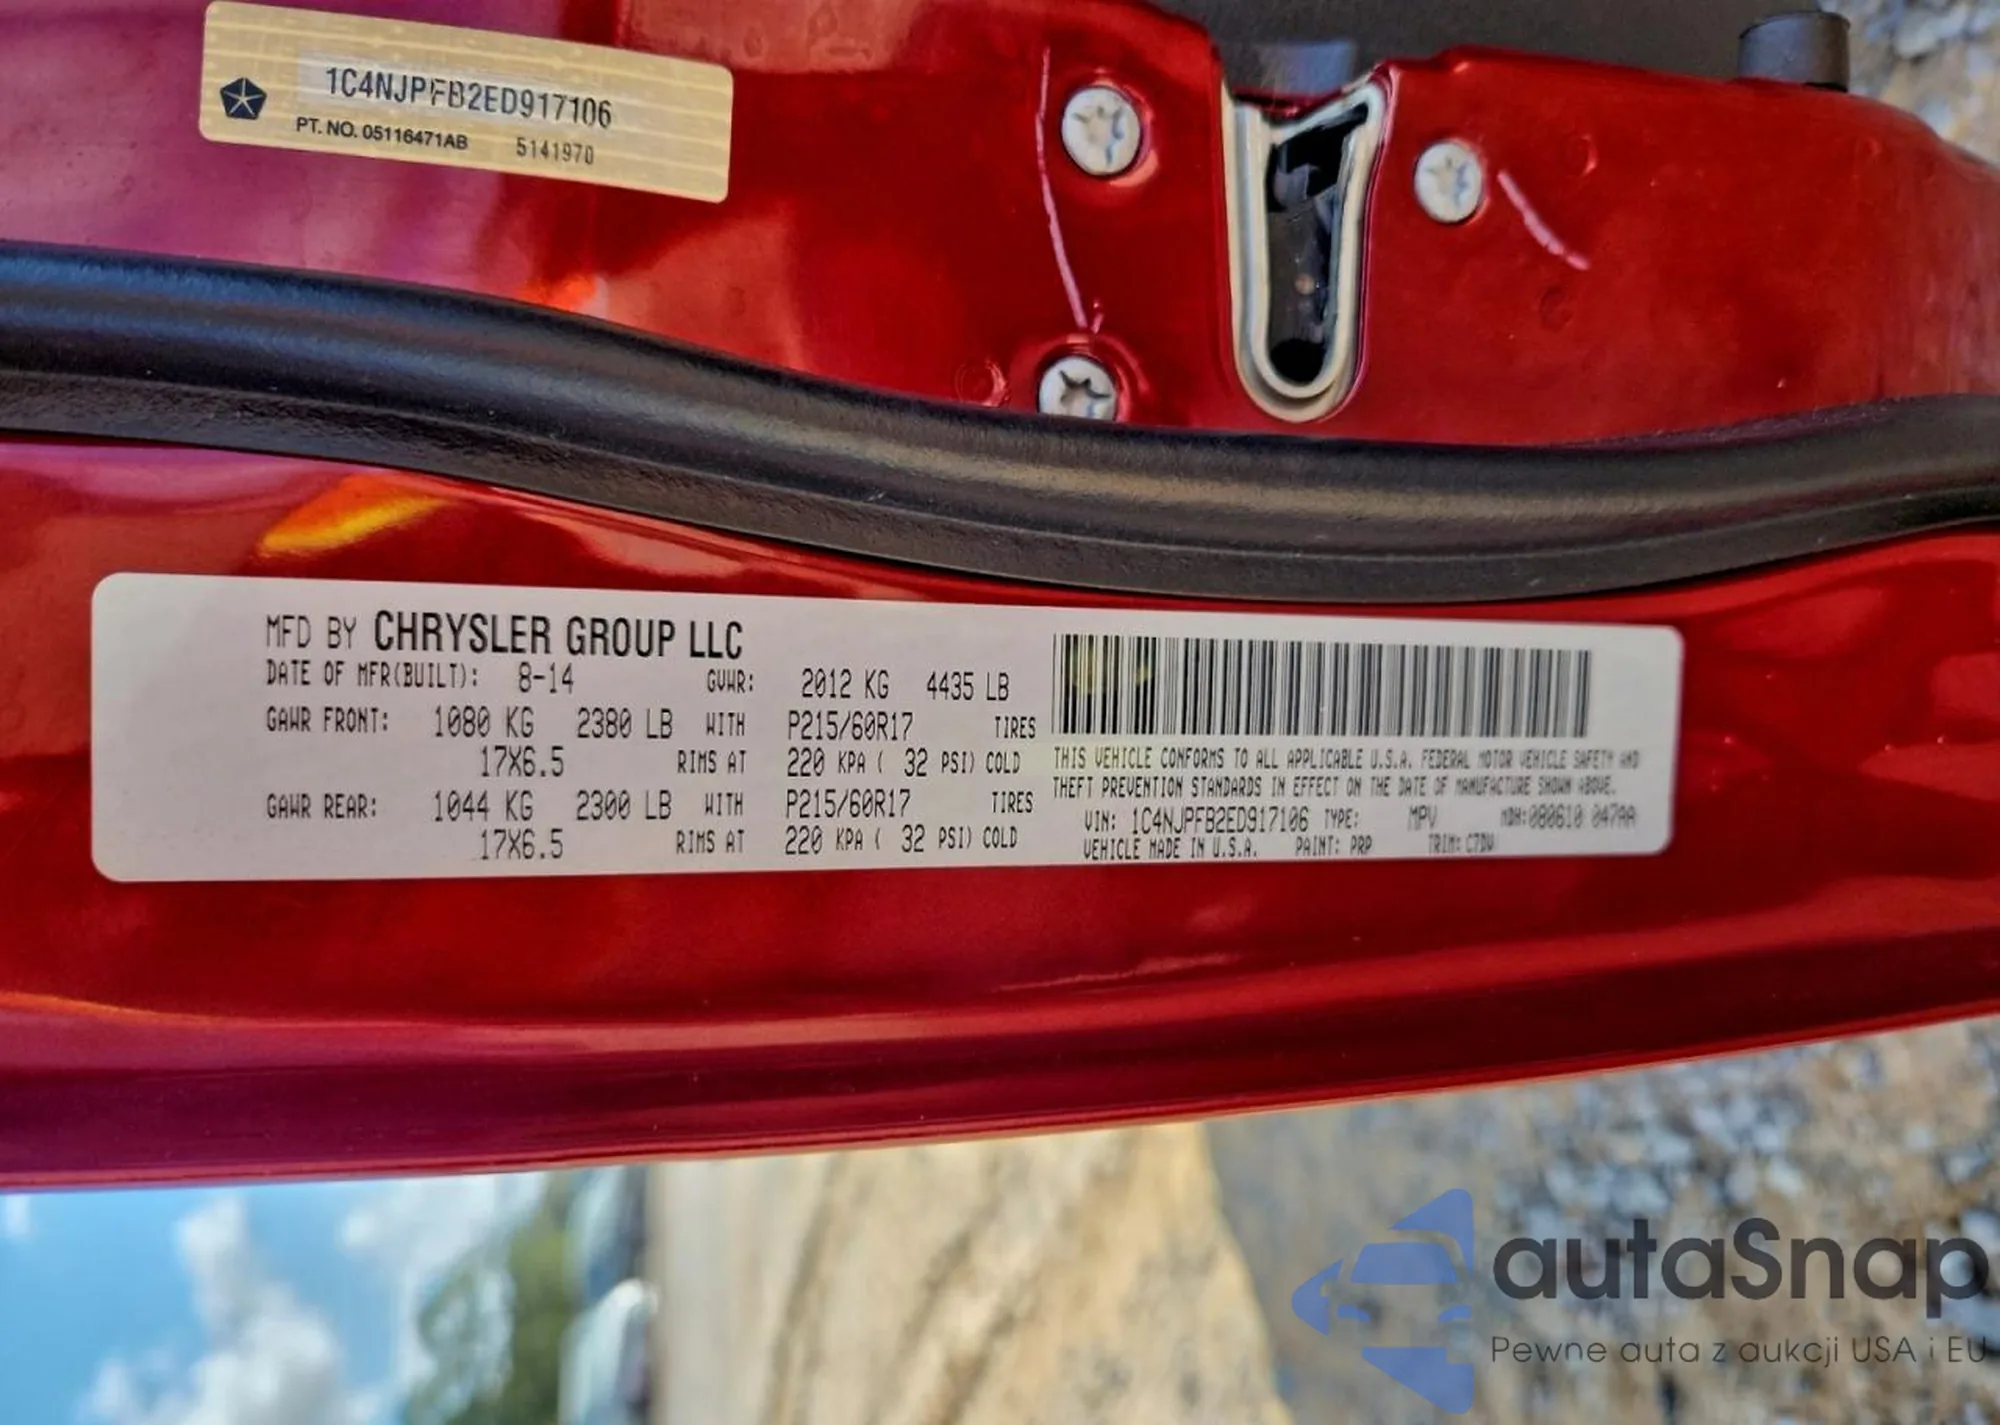 1C4NJPFB2ED917106
PT. NO. 05116471AB 5141970
MFD BY CHRYSLER GROUP LLC
DATE OF MFR(BUILT): 8-14 GVWR: 2012 KG 4435 LB
GAWR FRONT: 1080 KG 2380 LB WITH P215/60R17 TIRES
17X6.5 RIMS AT 220 KPA ( 32 PSI) COLD
GAWR REAR: 1044 KG 2300 LB WITH P215/60R17 TIRES
17X6.5 RIMS AT 220 KPA ( 32 PSI) COLD
THIS VEHICLE CONFORMS TO ALL APPLICABLE U.S.A. FEDERAL MOTOR VEHICLE SAFETY AND
THEFT PREVENTION STANDARDS IN EFFECT ON THE DATE OF MANUFACTURE SHOWN ABOVE.
VIN: 1C4NJPFB2ED917106 TYPE: MPV MDH:080610 047AA
VEHICLE MADE IN U.S.A. PAINT: PRP TRIM: C7DV
autaSnap
Pewne auta z aukcji USA i EU